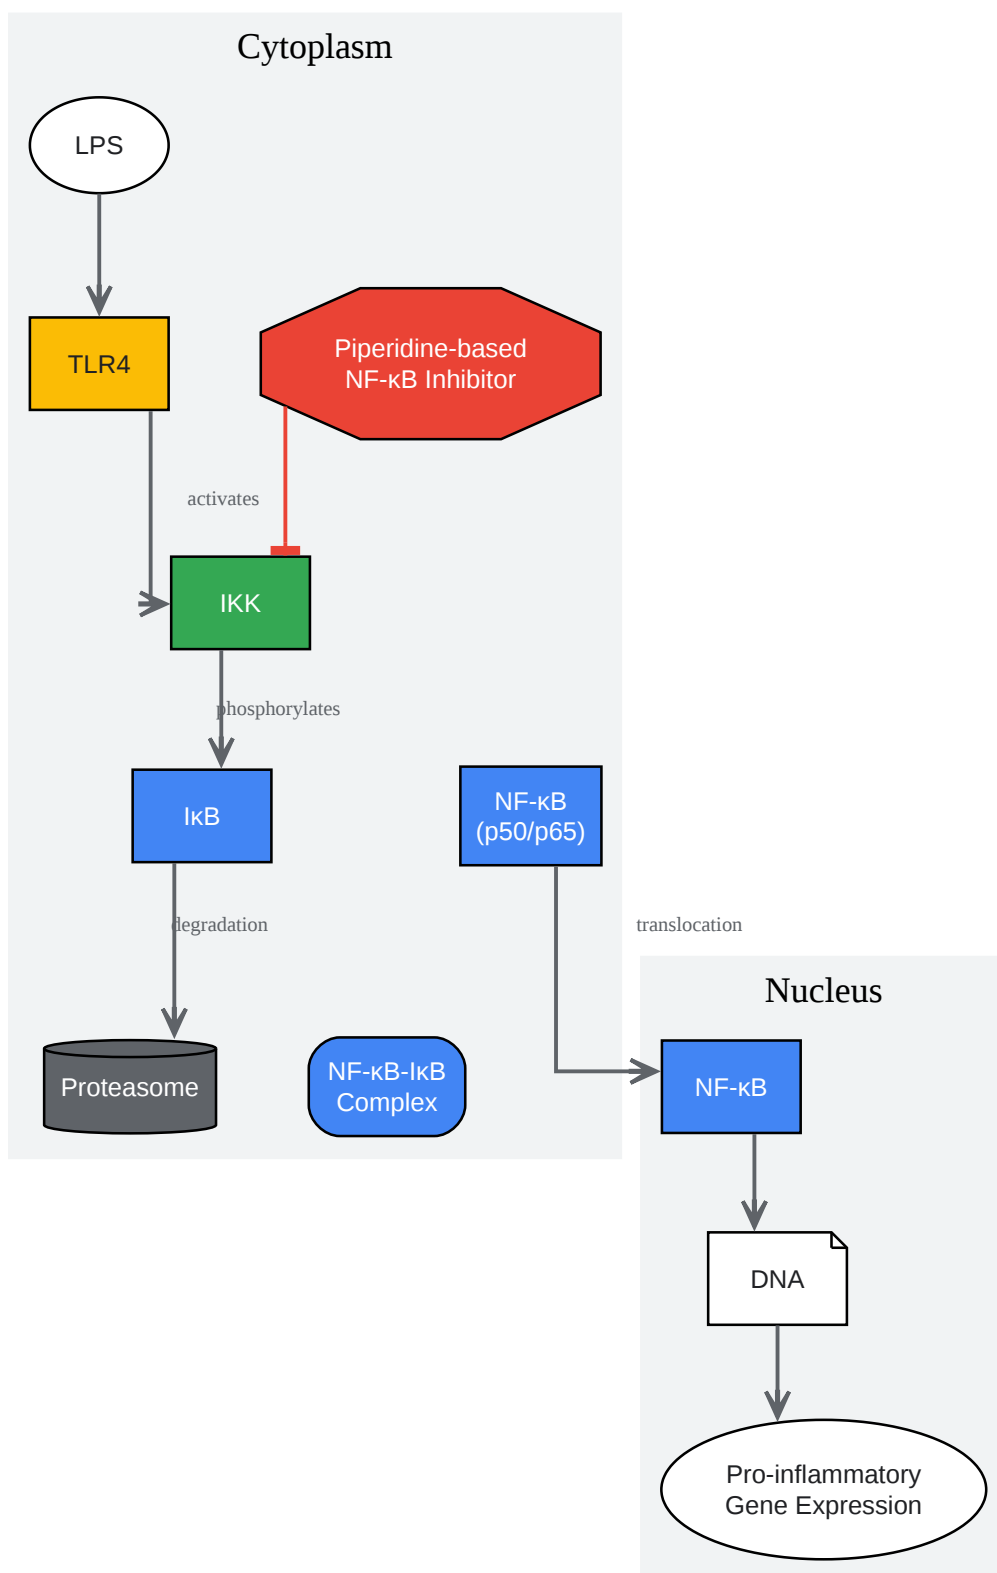 Cytoplasm
LPS
TLR4
Piperidine-based
NF-κB Inhibitor
activates
IKK
phosphorylates
IκB
NF-κB
(p50/p65)
degradation
translocation
Nucleus
Proteasome
NF-κB-IκB
Complex
NF-κB
DNA
Pro-inflammatory
Gene Expression